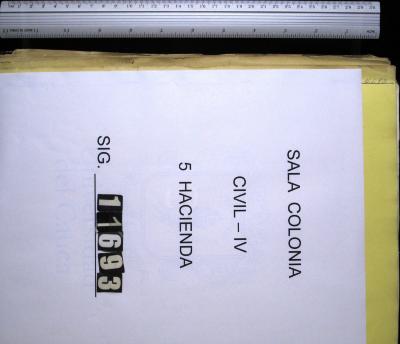 SALA COLONIA
CIVIL – IV
5 HACIENDA
SIG. 11693